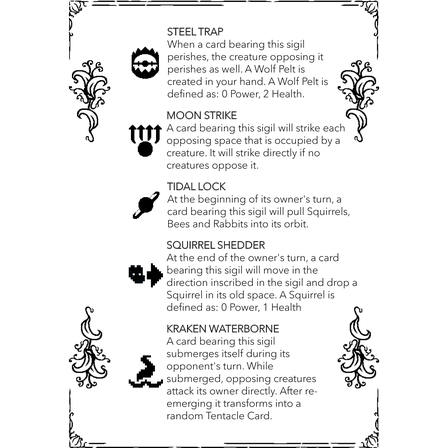 STEEL TRAP
When a card bearing this sigil
perishes, the creature opposing it
perishes as well. A Wolf Pelt is
created in your hand. A Wolf Pelt is
defined as: 0 Power, 2 Health.
MOON STRIKE
A card bearing this sigil will strike each
opposing space that is occupied by a
creature. It will strike directly if no
creatures oppose it.
TIDAL LOCK
At the beginning of its owner's turn, a
card bearing this sigil will pull Squirrels,
Bees and Rabbits into its orbit.
SQUIRREL SHEDDER
At the end of the owner's turn, a card
bearing this sigil will move in the
direction inscribed in the sigil and drop a
Squirrel in its old space. A Squirrel is
defined as: 0 Power, 1 Health
KRAKEN WATERBORNE
A card bearing this sigil
submerges itself during its
opponent's turn. While
submerged, opposing creatures
attack its owner directly. After re-
emerging it transforms into a
random Tentacle Card.